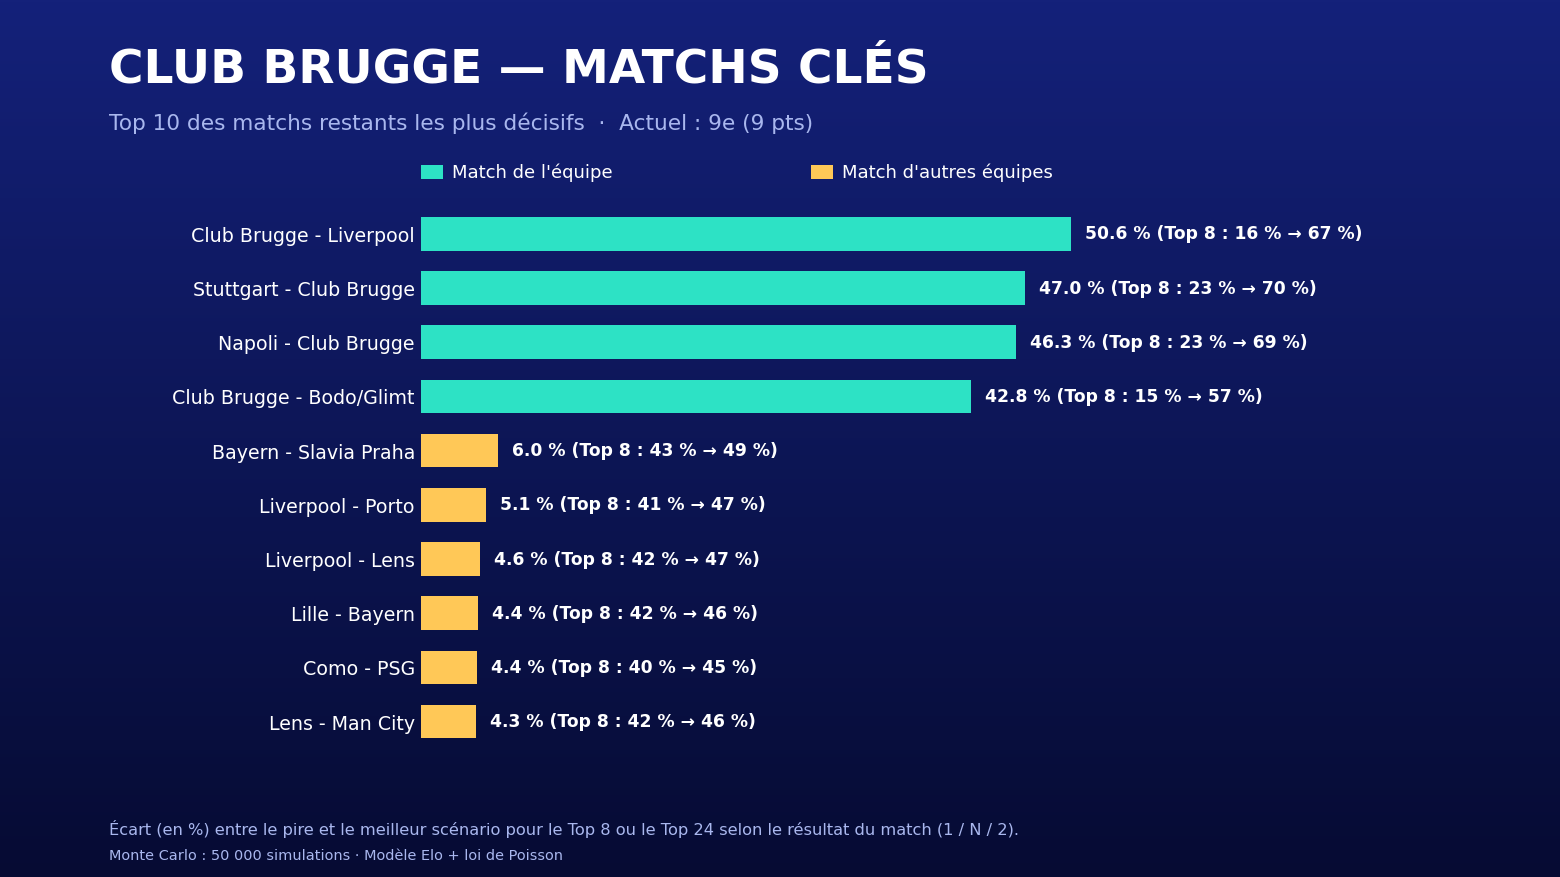 CLUB BRUGGE — MATCHS CLÉS
Top 10 des matchs restants les plus décisifs · Actuel : 9e (9 pts)
Match de l'équipe
Match d'autres équipes
Club Brugge - Liverpool 50.6 % (Top 8 : 16 % → 67 %)
Stuttgart - Club Brugge 47.0 % (Top 8 : 23 % → 70 %)
Napoli - Club Brugge 46.3 % (Top 8 : 23 % → 69 %)
Club Brugge - Bodo/Glimt 42.8 % (Top 8 : 15 % → 57 %)
Bayern - Slavia Praha 6.0 % (Top 8 : 43 % → 49 %)
Liverpool - Porto 5.1 % (Top 8 : 41 % → 47 %)
Liverpool - Lens 4.6 % (Top 8 : 42 % → 47 %)
Lille - Bayern 4.4 % (Top 8 : 42 % → 46 %)
Como - PSG 4.4 % (Top 8 : 40 % → 45 %)
Lens - Man City 4.3 % (Top 8 : 42 % → 46 %)
Écart (en %) entre le pire et le meilleur scénario pour le Top 8 ou le Top 24 selon le résultat du match (1 / N / 2).
Monte Carlo : 50 000 simulations · Modèle Elo + loi de Poisson